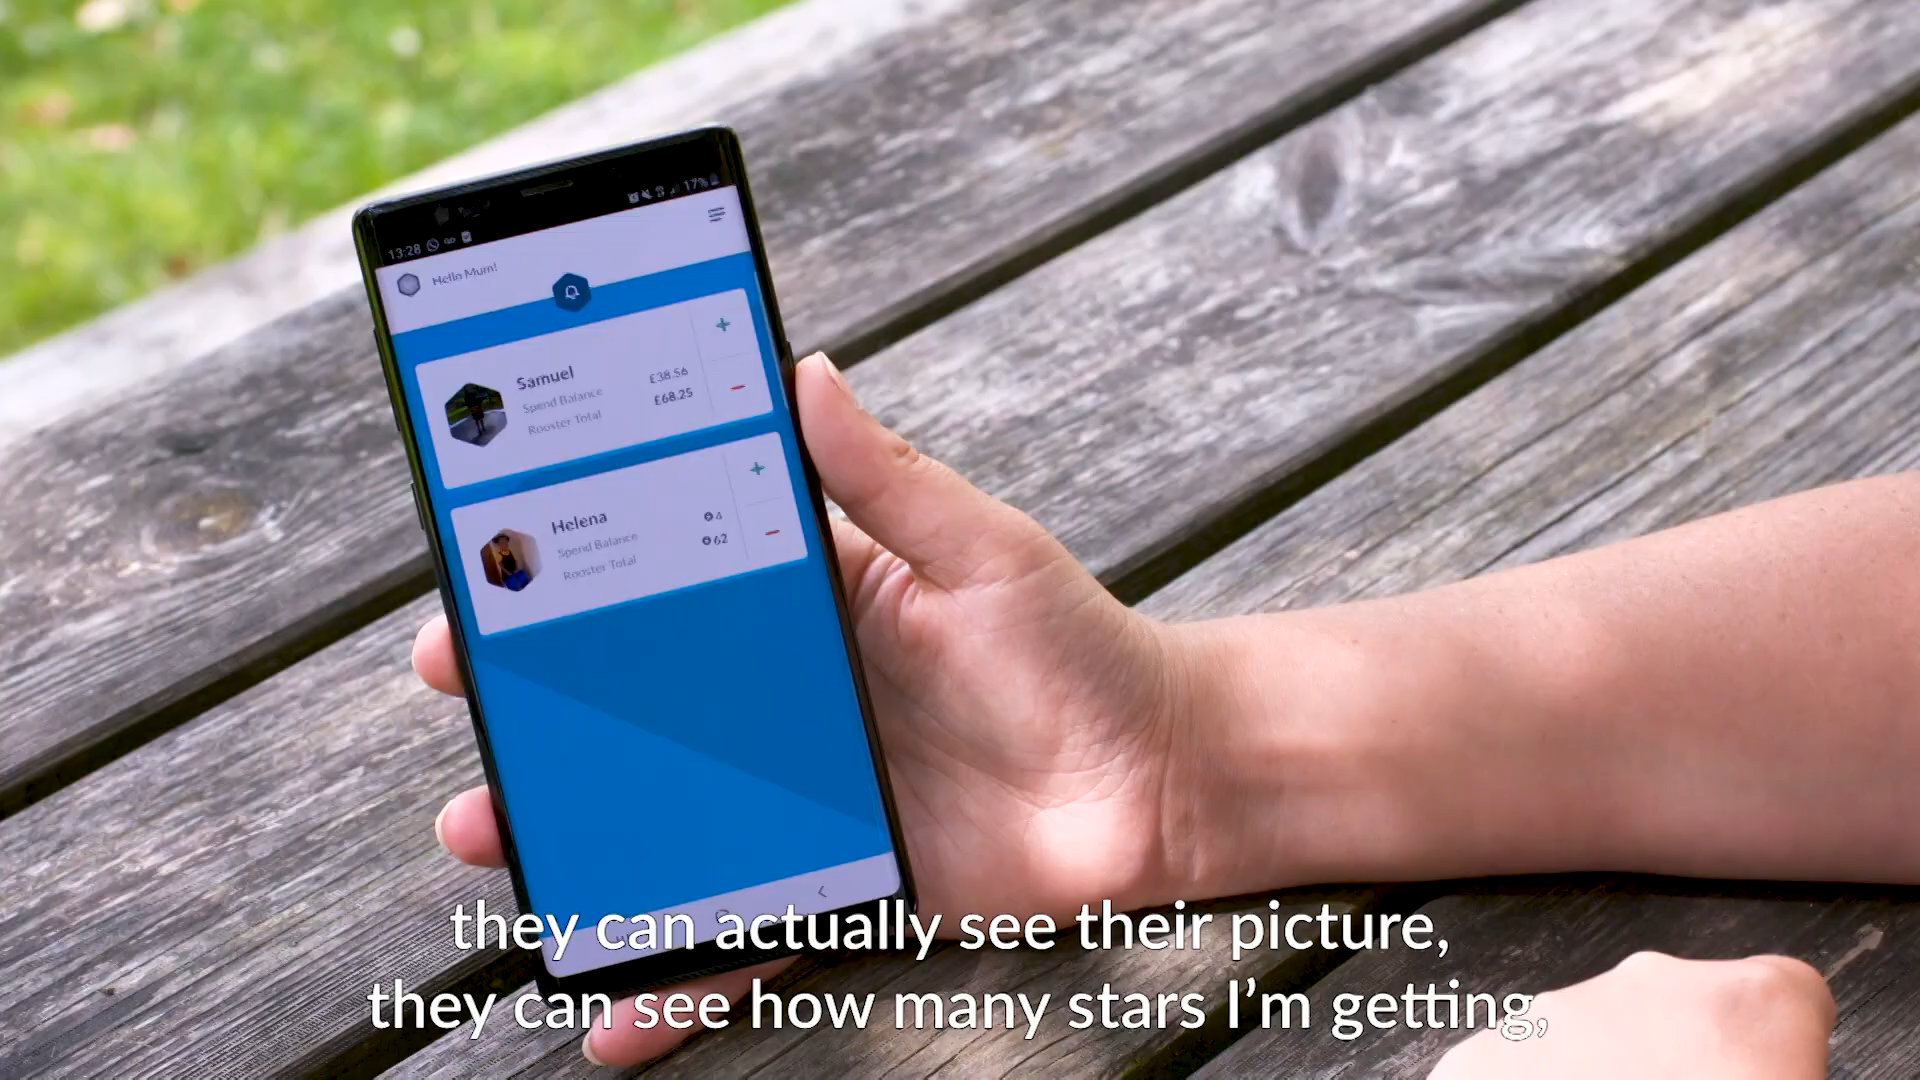 17%
13:28
Hello Mum!
Samuel
Spend Balance £38.56
Rooster Total £68.25
Helena
Spend Balance 4
Rooster Total 62
they can actually see their picture,
they can see how many stars I'm getting,